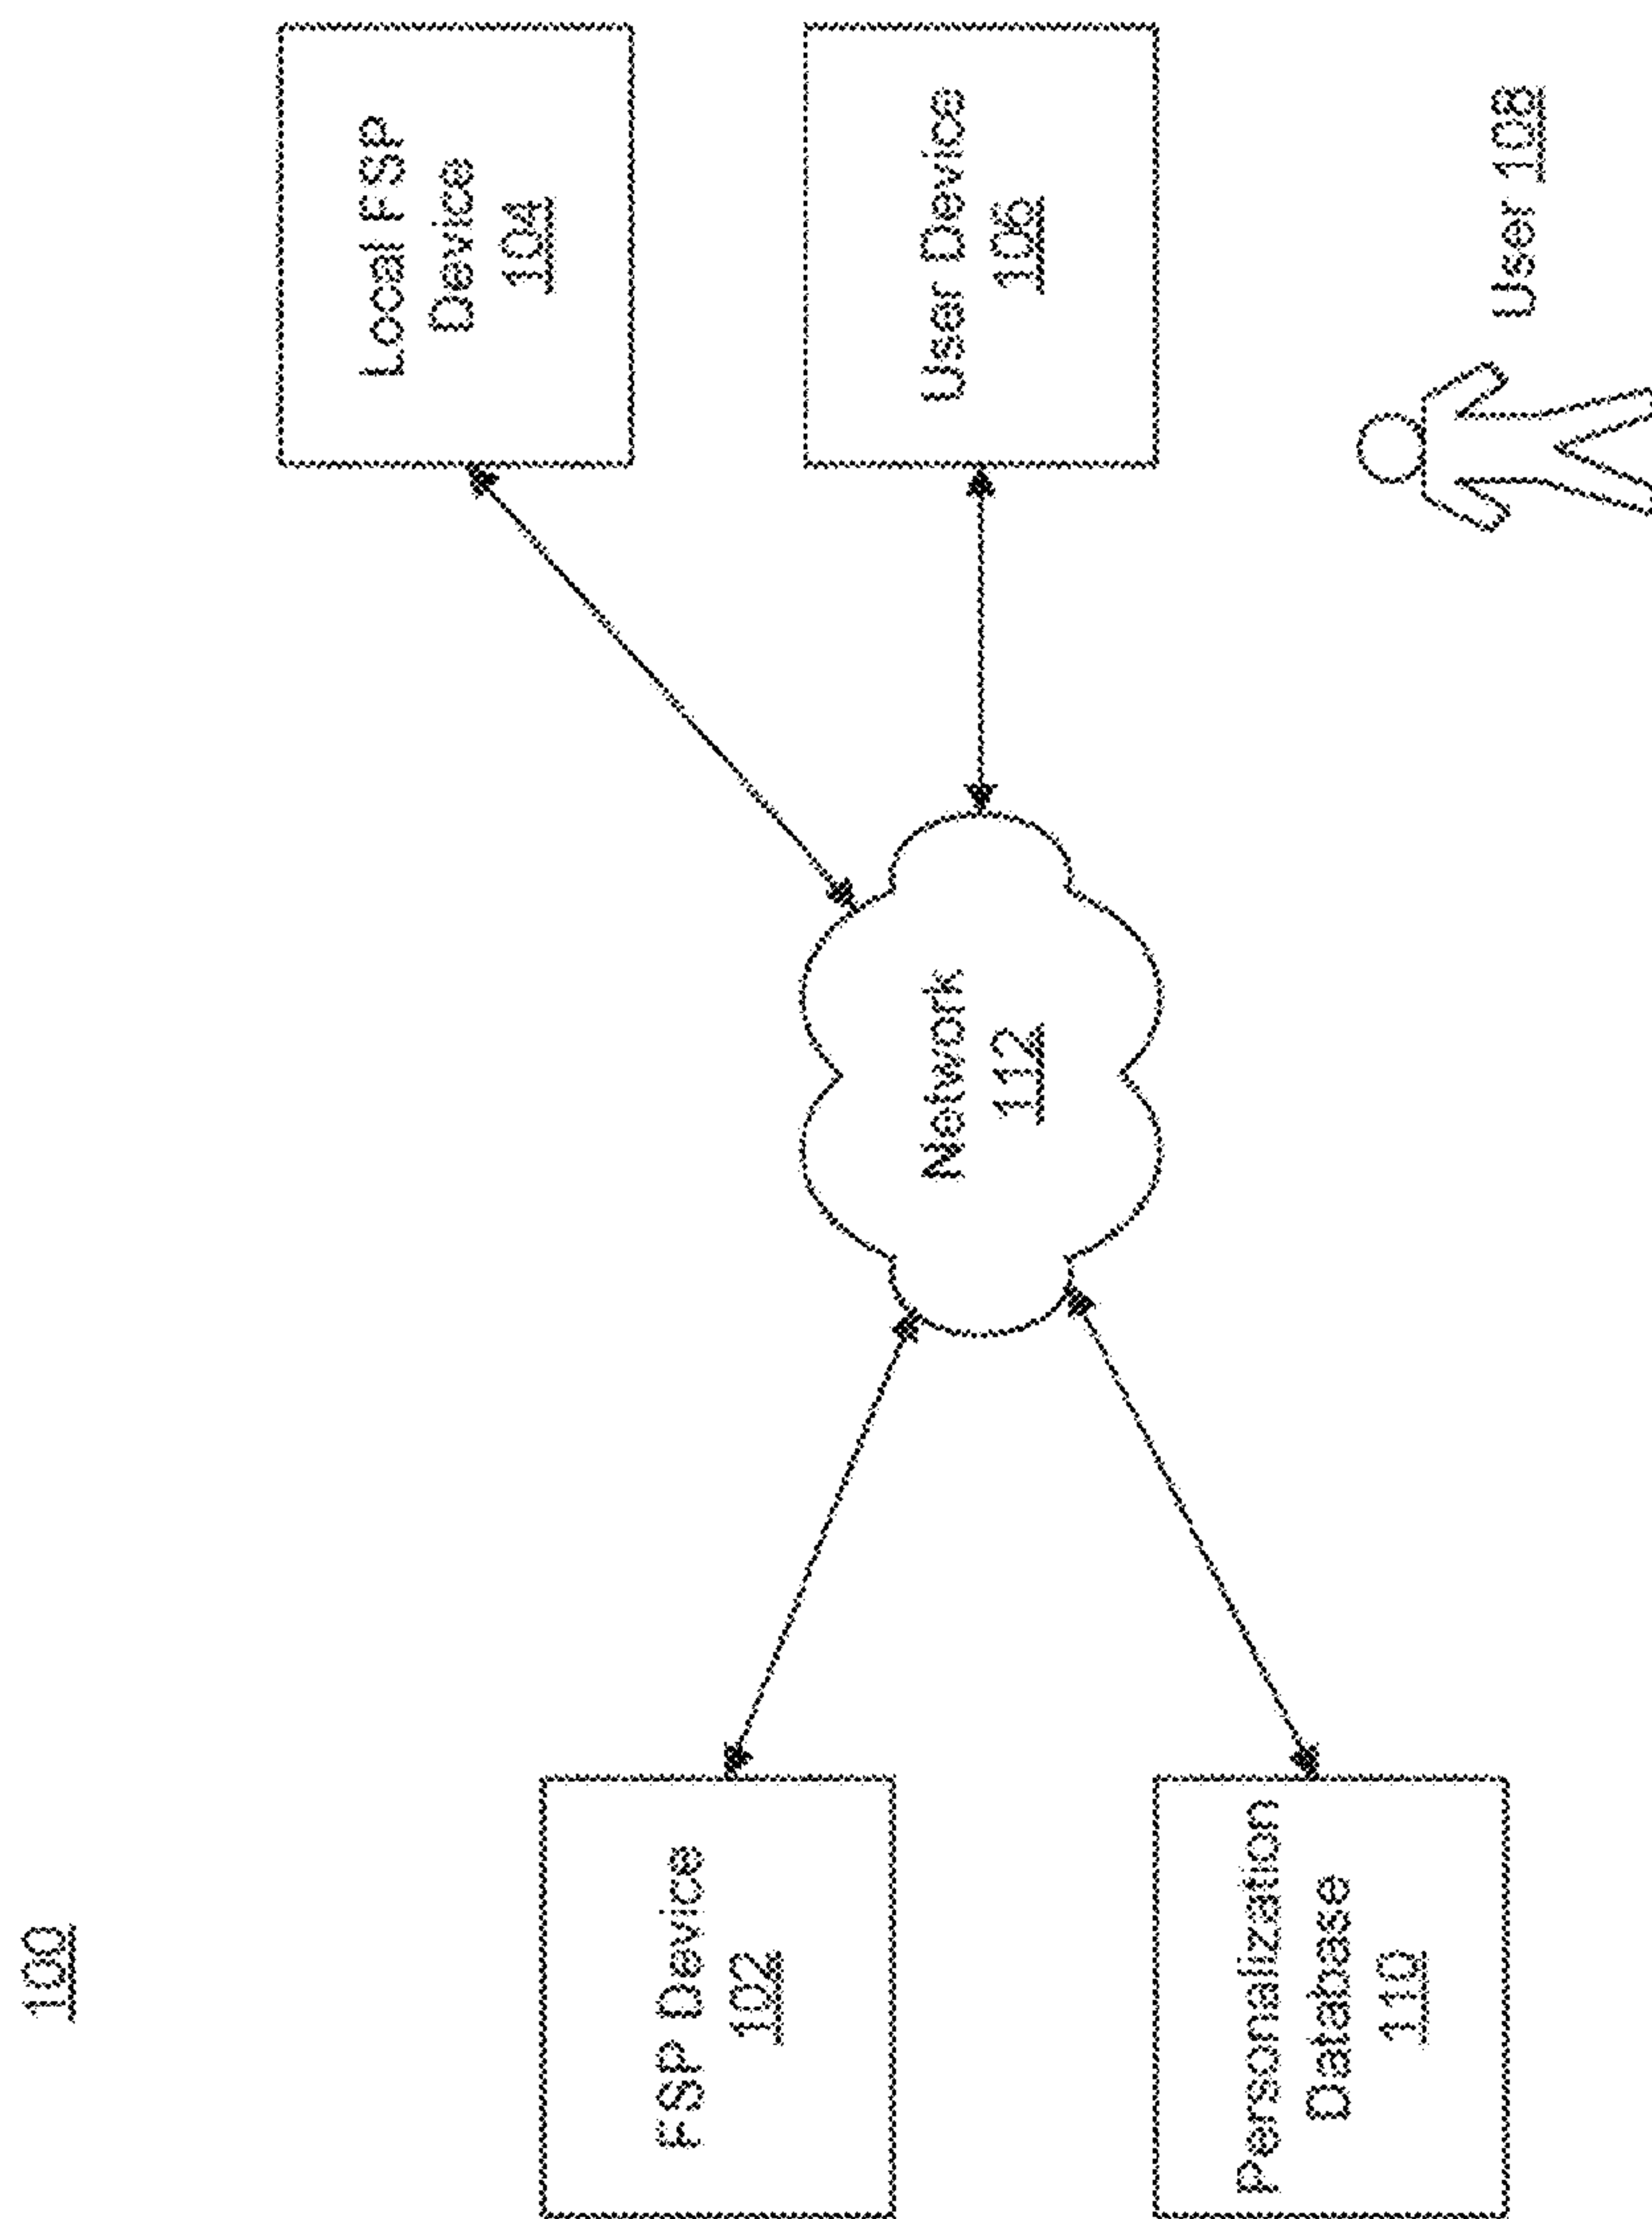 100
FSP Device
102
Personalization
Database
110
Network
112
Local FSP
Device
104
User Device
106
User 108